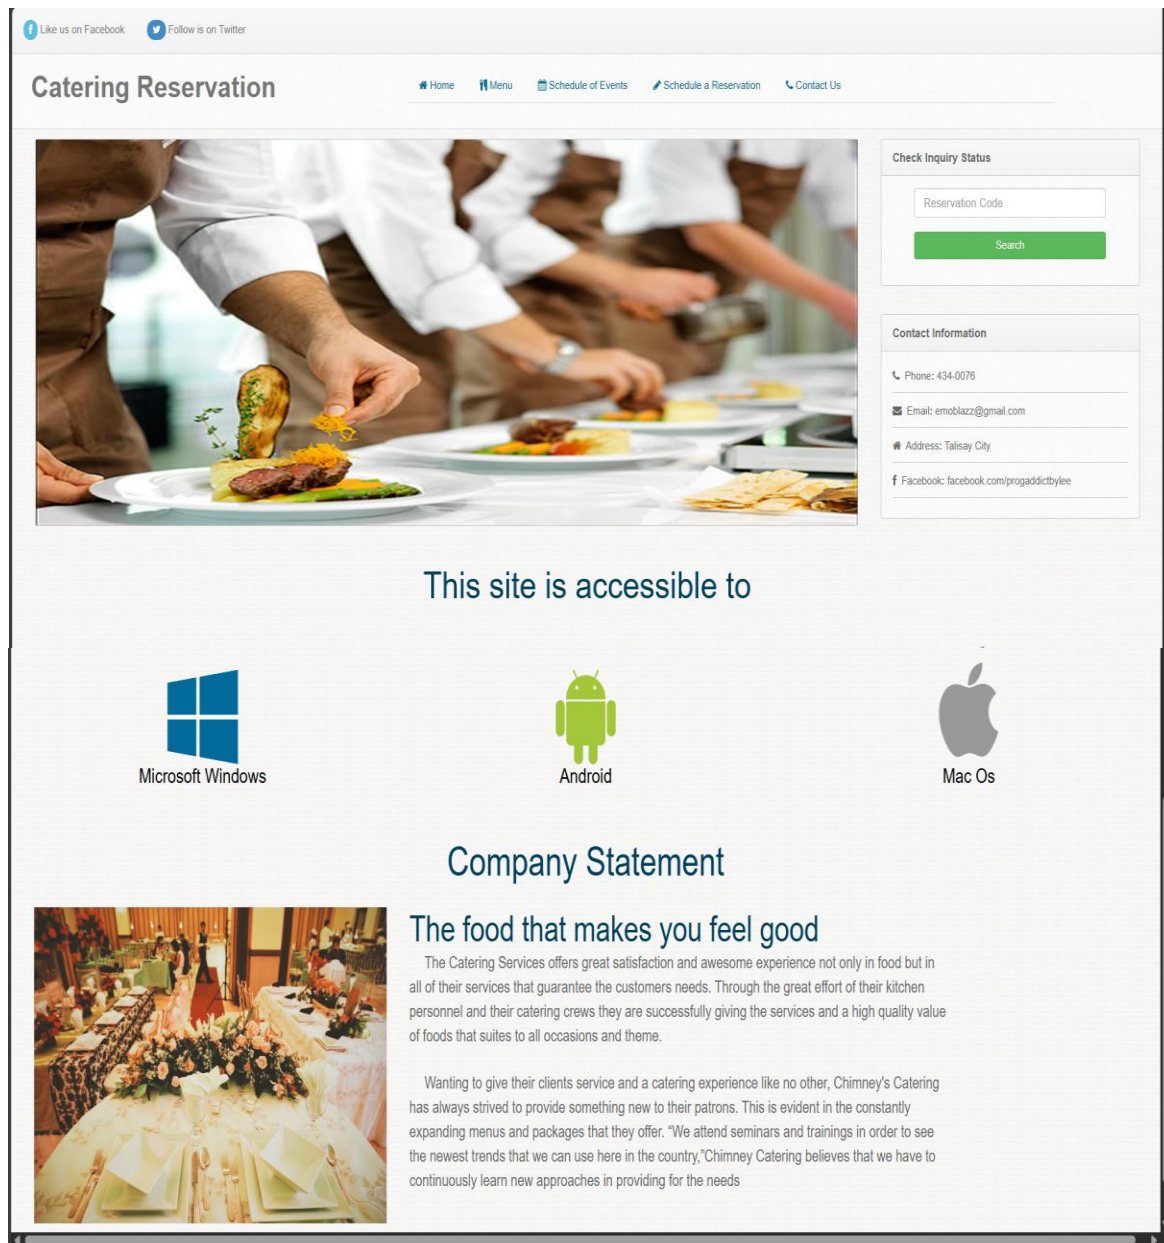 Like us on Facebook
Follow is on Twitter
Catering Reservation
Home
Menu
Schedule of Events
Schedule a Reservation
Contact Us
Check Inquiry Status
Reservation Code
Search
Contact Information
Phone: 434-0076
Email: emoblazz@gmail.com
Address: Talisay City
Facebook: facebook.com/progaddictbylee
This site is accessible to
Microsoft Windows
Android
Mac Os
Company Statement
The food that makes you feel good
The Catering Services offers great satisfaction and awesome experience not only in food but in
all of their services that guarantee the customers needs. Through the great effort of their kitchen
personnel and their catering crews they are successfully giving the services and a high quality value
of foods that suites to all occasions and theme.
Wanting to give their clients service and a catering experience like no other, Chimney's Catering
has always strived to provide something new to their patrons. This is evident in the constantly
expanding menus and packages that they offer. “We attend seminars and trainings in order to see
the newest trends that we can use here in the country,”Chimney Catering believes that we have to
continuously learn new approaches in providing for the needs